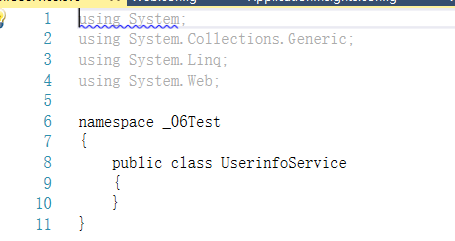 1 using System;
2 using System.Collections.Generic;
3 using System.Linq;
4 using System.Web;
5
6 namespace _06Test
7 {
8     public class UserinfoService
9     {
10     }
11 }